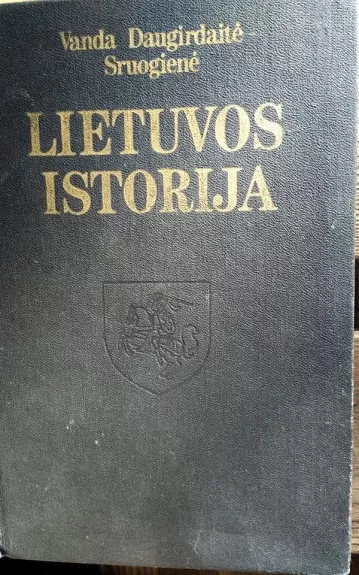 Vanda Daugirdaitė-
Sruogienė
LIETUVOS
ISTORIJA